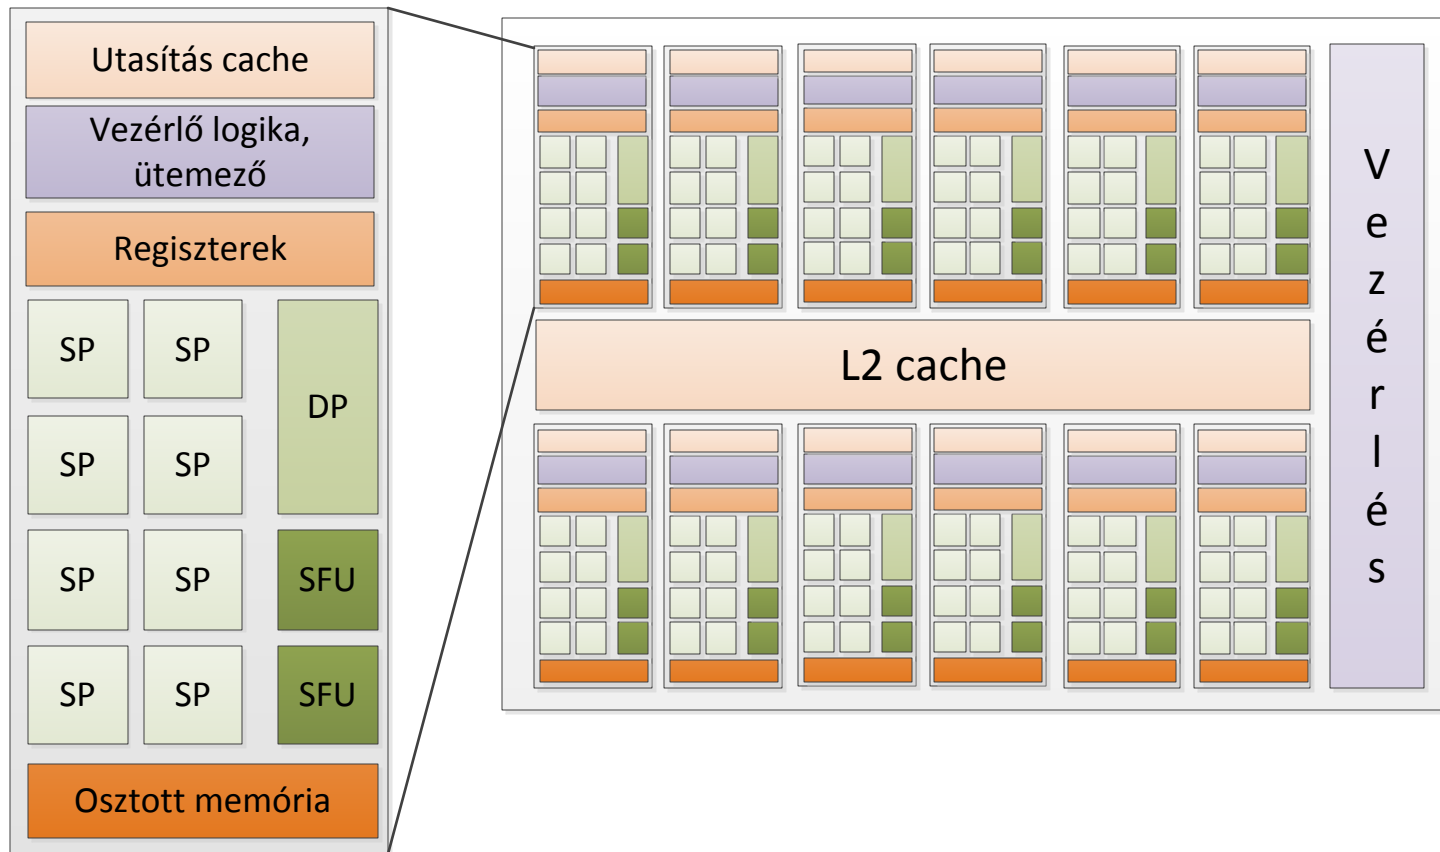 Utasítás cache
Vezérlő logika,
ütemező
Regiszterek
SP SP
DP
SP SP
SP SP SFU
SP SP SFU
Osztott memória
L2 cache
V
e
z
é
r
l
é
s